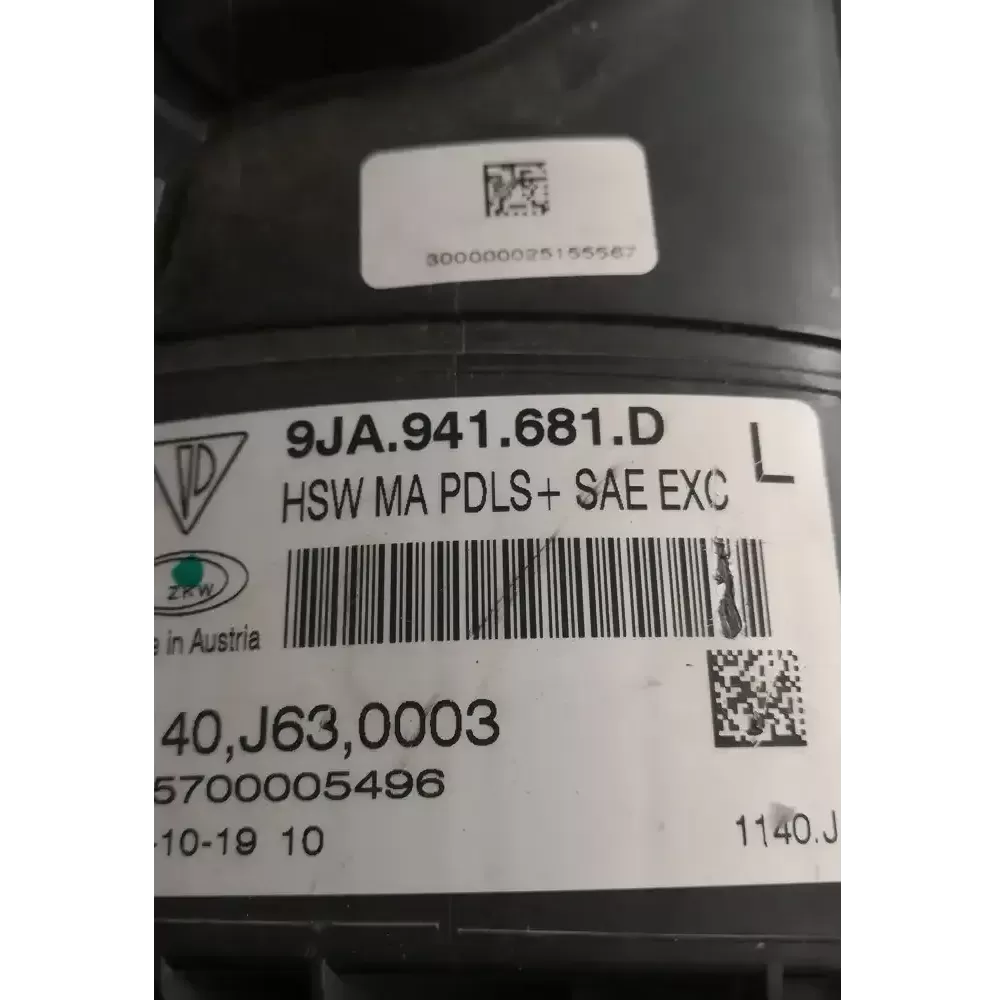 300000025155567
9JA.941.681.D L
HSW MA PDLS+ SAE EXC
ZKW
e in Austria
40,J63,0003
5700005496
-10-19 10
1140.J